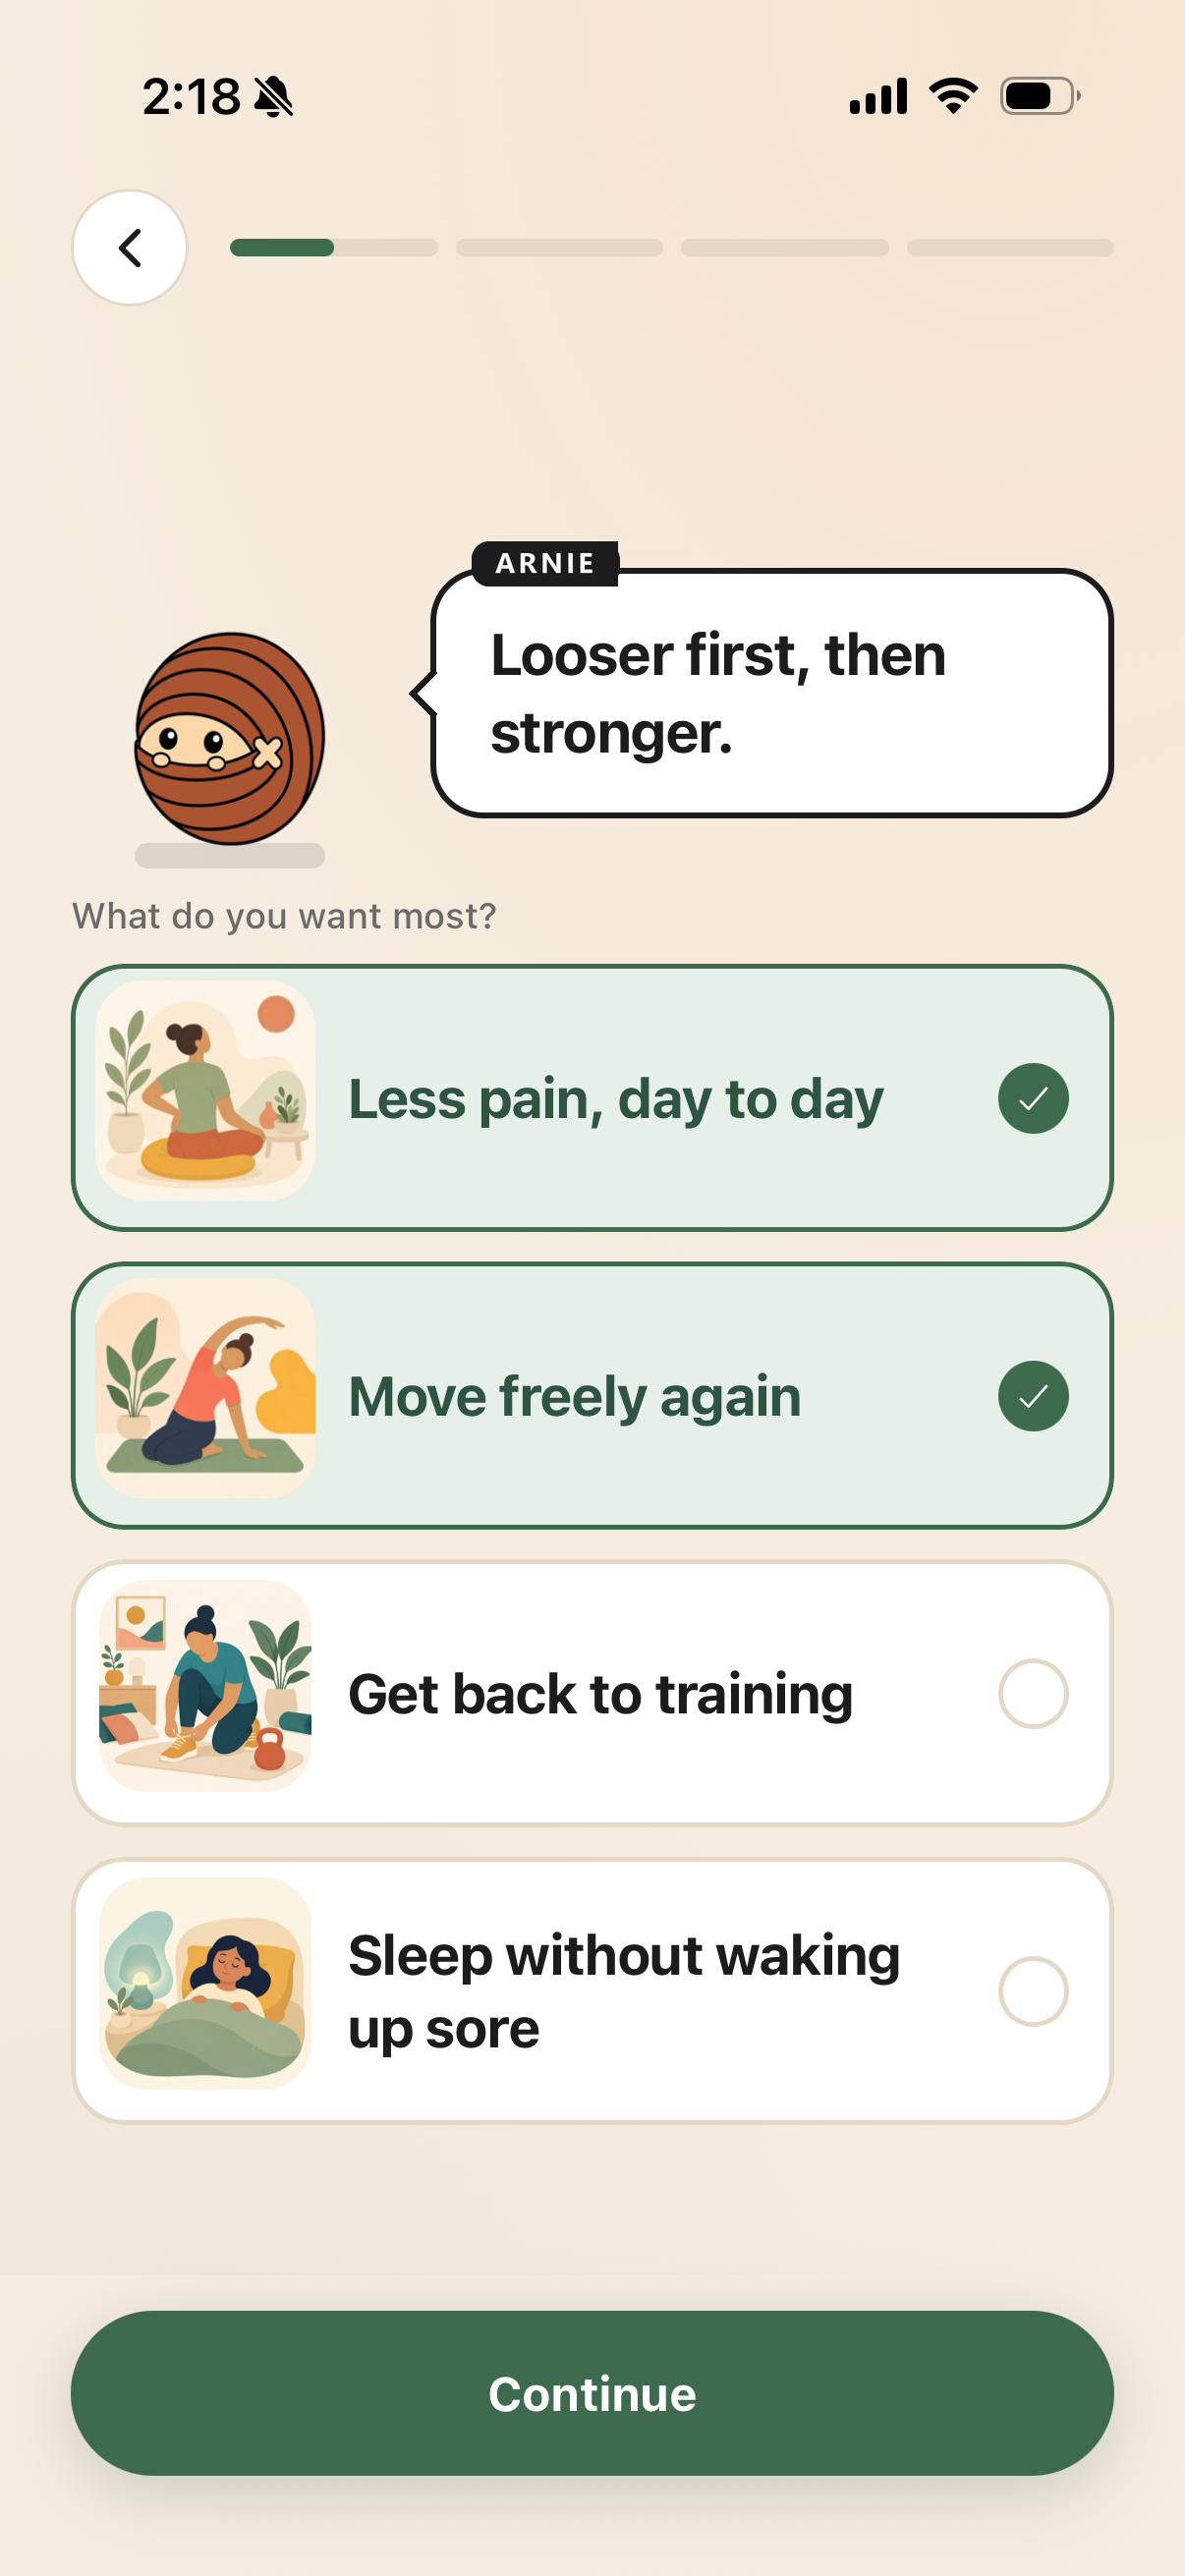 2:18
ARNIE
Looser first, then
stronger.
What do you want most?
Less pain, day to day
Move freely again
Get back to training
Sleep without waking
up sore
Continue